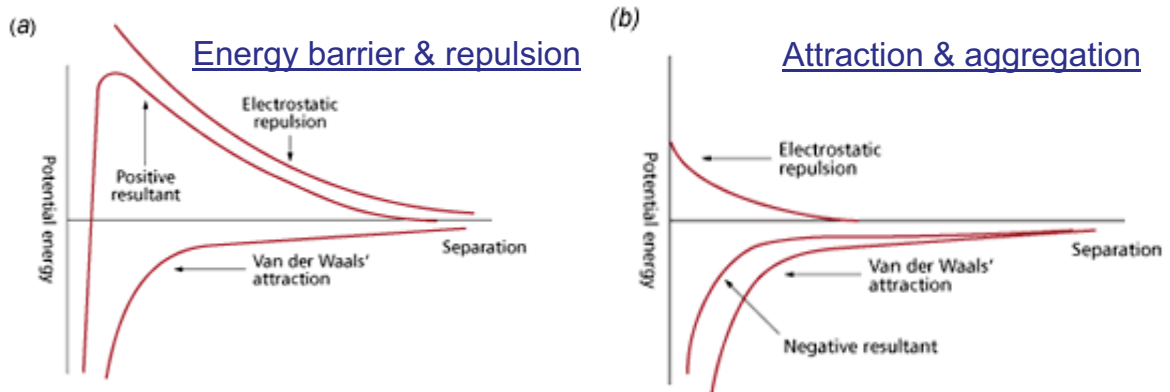 (a)
Energy barrier & repulsion
Electrostatic
repulsion
Positive
resultant
Potential energy
Separation
Van der Waals'
attraction
(b)
Attraction & aggregation
Electrostatic
repulsion
Potential energy
Separation
Van der Waals'
attraction
Negative resultant